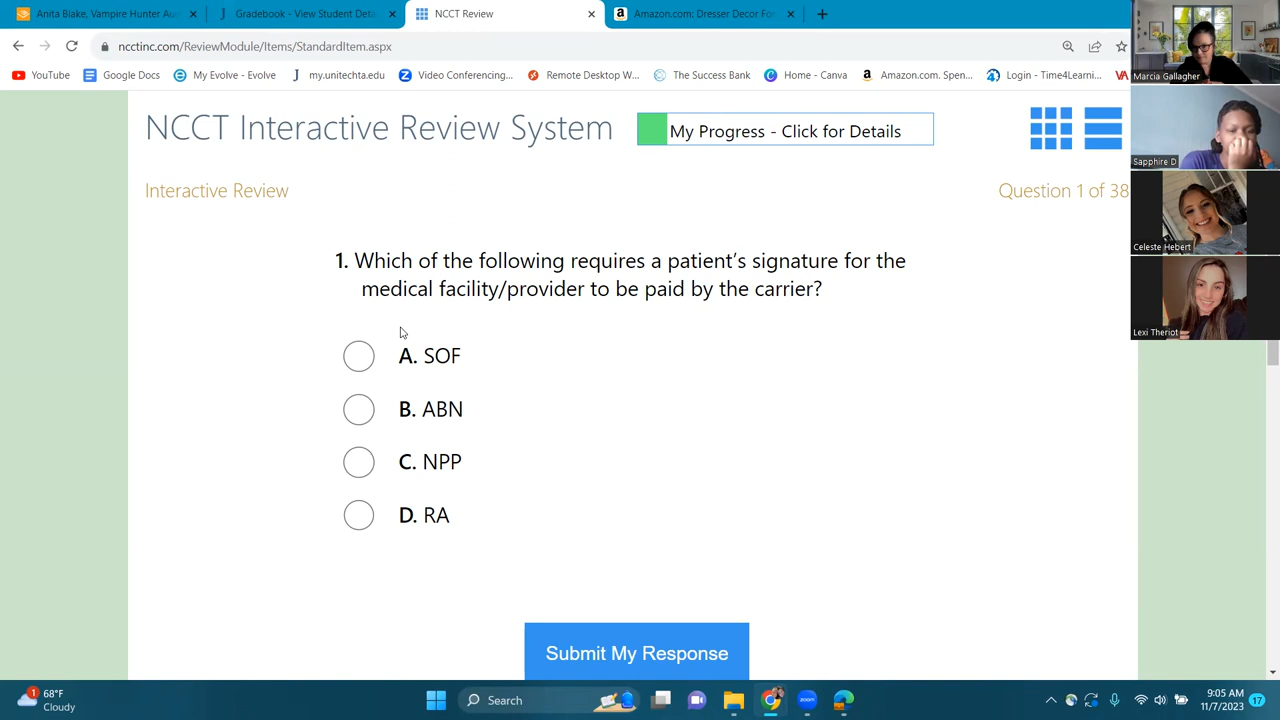 Anita Blake, Vampire Hunter Au
Gradebook - View Student Deta
NCCT Review
Amazon.com: Dresser Decor For
ncctinc.com/ReviewModule/Items/StandardItem.aspx
YouTube
Google Docs
My Evolve - Evolve
my.unitechta.edu
Video Conferencing,...
Remote Desktop W...
The Success Bank
Home - Canva
Amazon.com. Spen...
Login - Time4Learni...
VA
Marcia Gallagher
Sapphire D
Celeste Hebert
Lexi Theriot
NCCT Interactive Review System
My Progress - Click for Details
Interactive Review
Question 1 of 38
1. Which of the following requires a patient's signature for the
medical facility/provider to be paid by the carrier?
A. SOF
B. ABN
C. NPP
D. RA
Submit My Response
1
68°F
Cloudy
Search
zoom
9:05 AM
11/7/2023
17